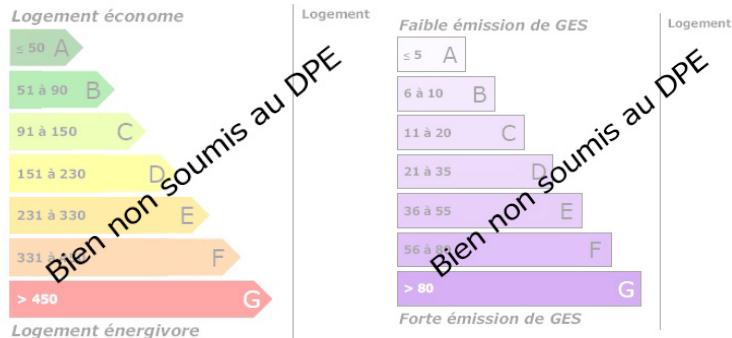 Logement économe
Logement
≤ 50 A
51 à 90 B
91 à 150 C
151 à 230 D
231 à 330 E
331 à F
> 450 G
Logement énergivore
Bien non soumis au DPE
Faible émission de GES
Logement
≤ 5 A
6 à 10 B
11 à 20 C
21 à 35 D
36 à 55 E
56 à 80 F
> 80 G
Forte émission de GES
Bien non soumis au DPE